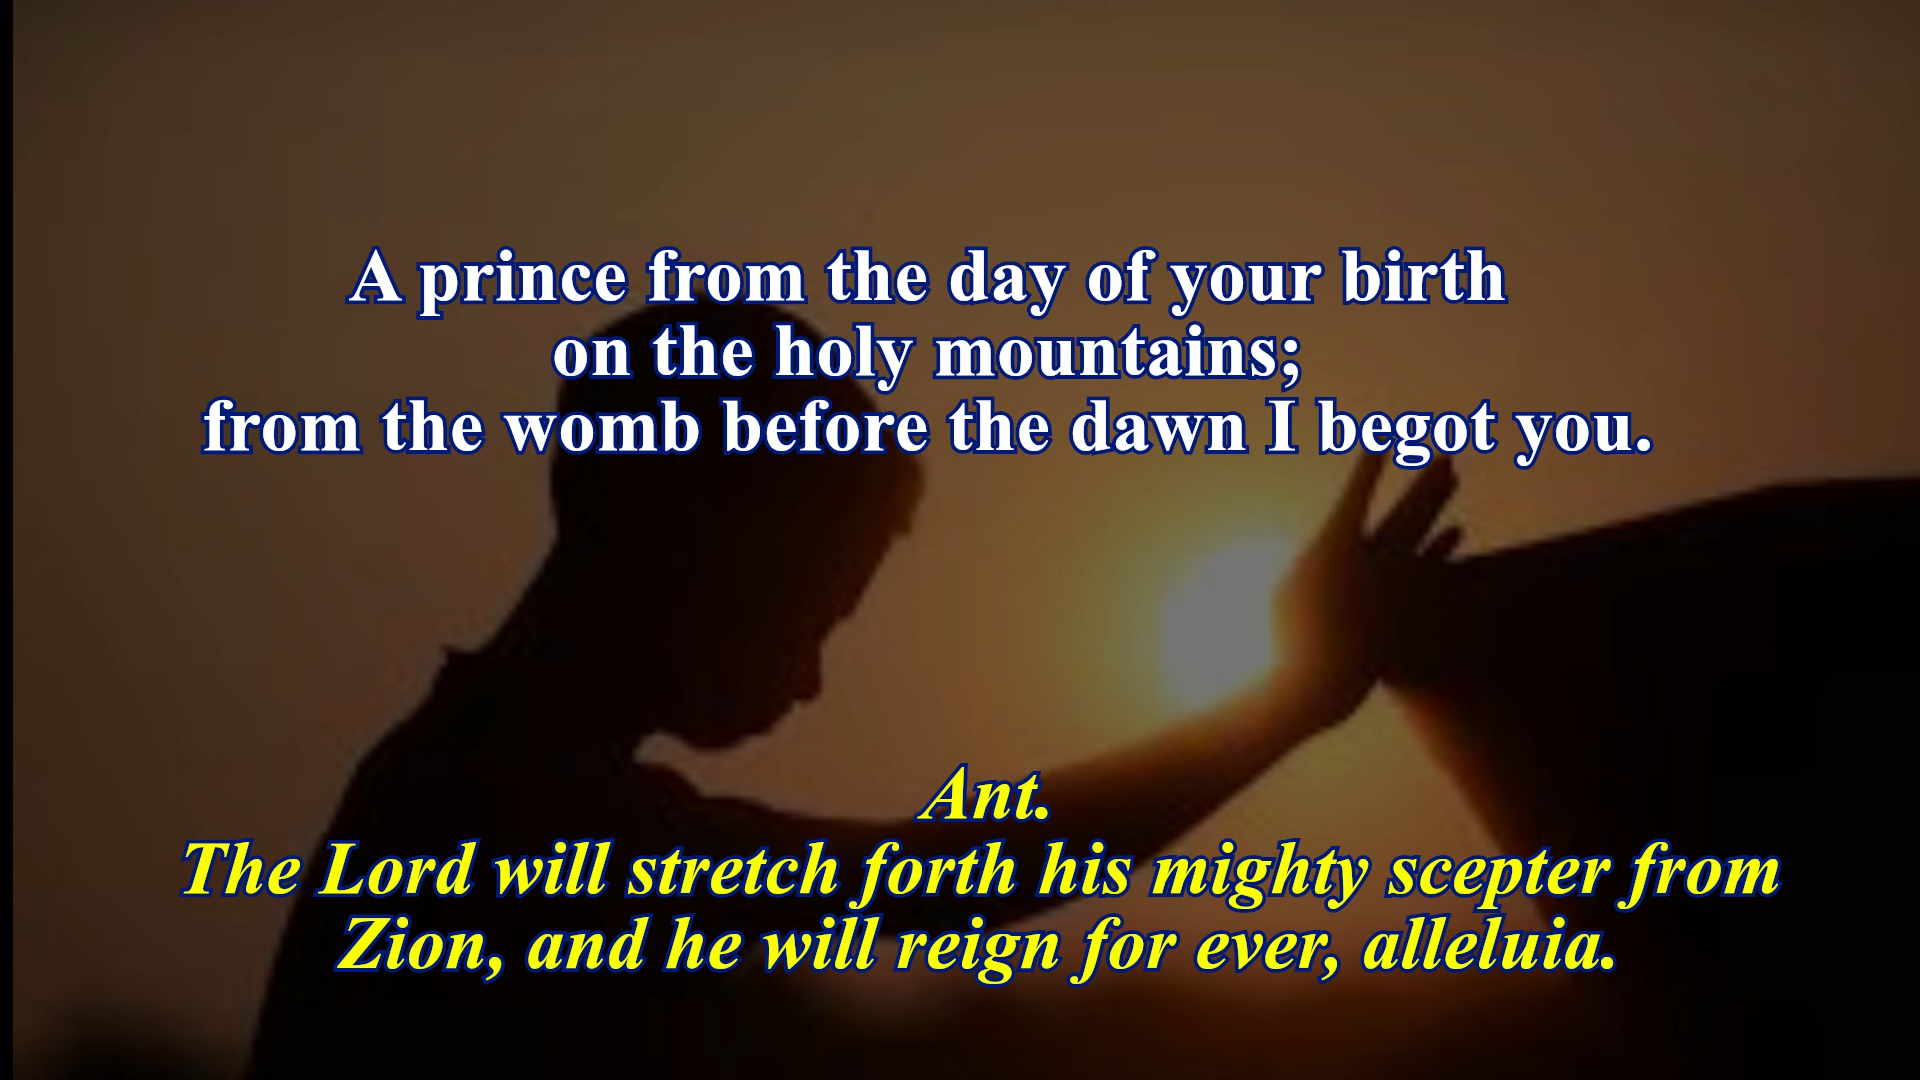 A prince from the day of your birth
on the holy mountains;
from the womb before the dawn I begot you.
Ant.
The Lord will stretch forth his mighty scepter from
Zion, and he will reign for ever, alleluia.